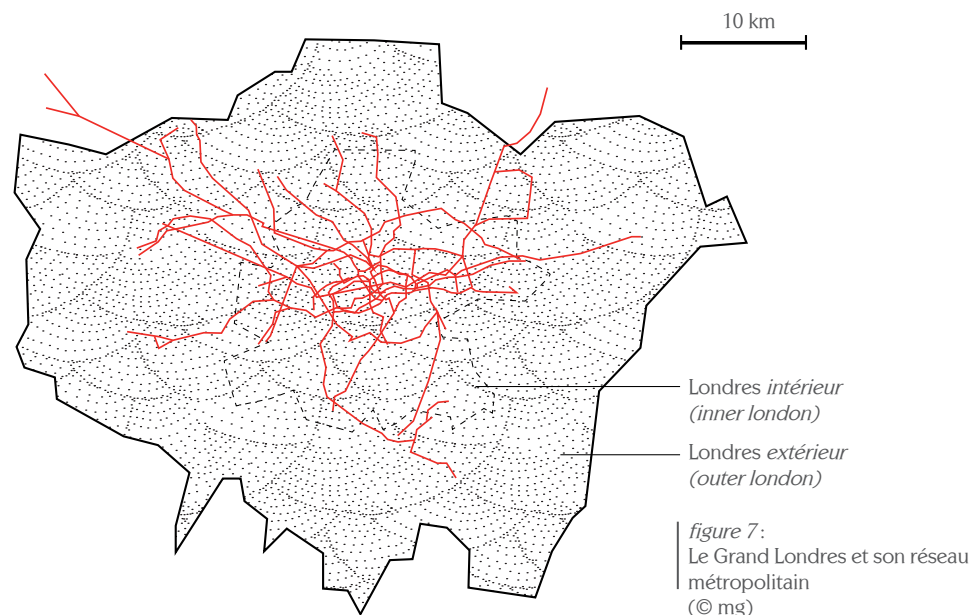 10 km
Londres intérieur
(inner london)
Londres extérieur
(outer london)
figure 7:
Le Grand Londres et son réseau
métropolitain
(© mg)